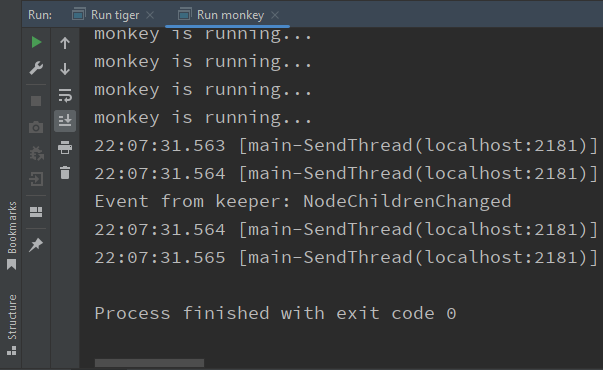 Run: Run tiger Run monkey
monkey is running...
monkey is running...
monkey is running...
monkey is running...
22:07:31.563 [main-SendThread(localhost:2181)]
22:07:31.564 [main-SendThread(localhost:2181)]
Event from keeper: NodeChildrenChanged
22:07:31.564 [main-SendThread(localhost:2181)]
22:07:31.565 [main-SendThread(localhost:2181)]
Process finished with exit code 0
Bookmarks
Structure